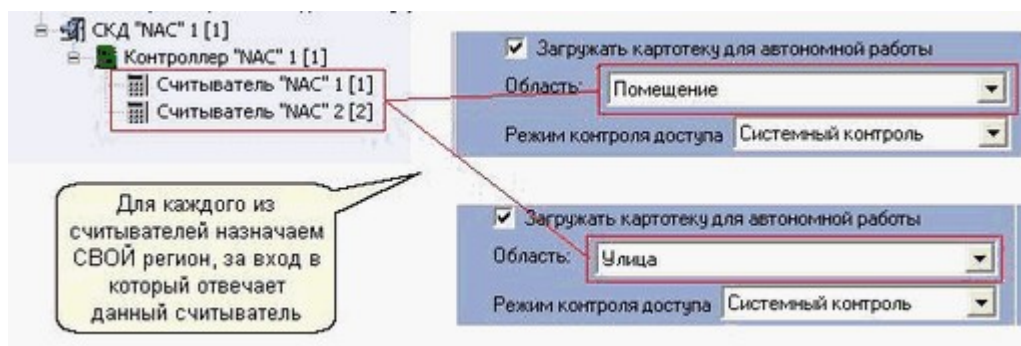 СКД "NAC" 1 [1]
Контроллер "NAC" 1 [1]
Считыватель "NAC" 1 [1]
Считыватель "NAC" 2 [2]
Загружать картотеку для автономной работы
Область: Помещение
Режим контроля доступа Системный контроль
Для каждого из
считывателей назначаем
СВОЙ регион, за вход в
который отвечает
данный считыватель
Загружать картотеку для автономной работы
Область: Улица
Режим контроля доступа Системный контроль